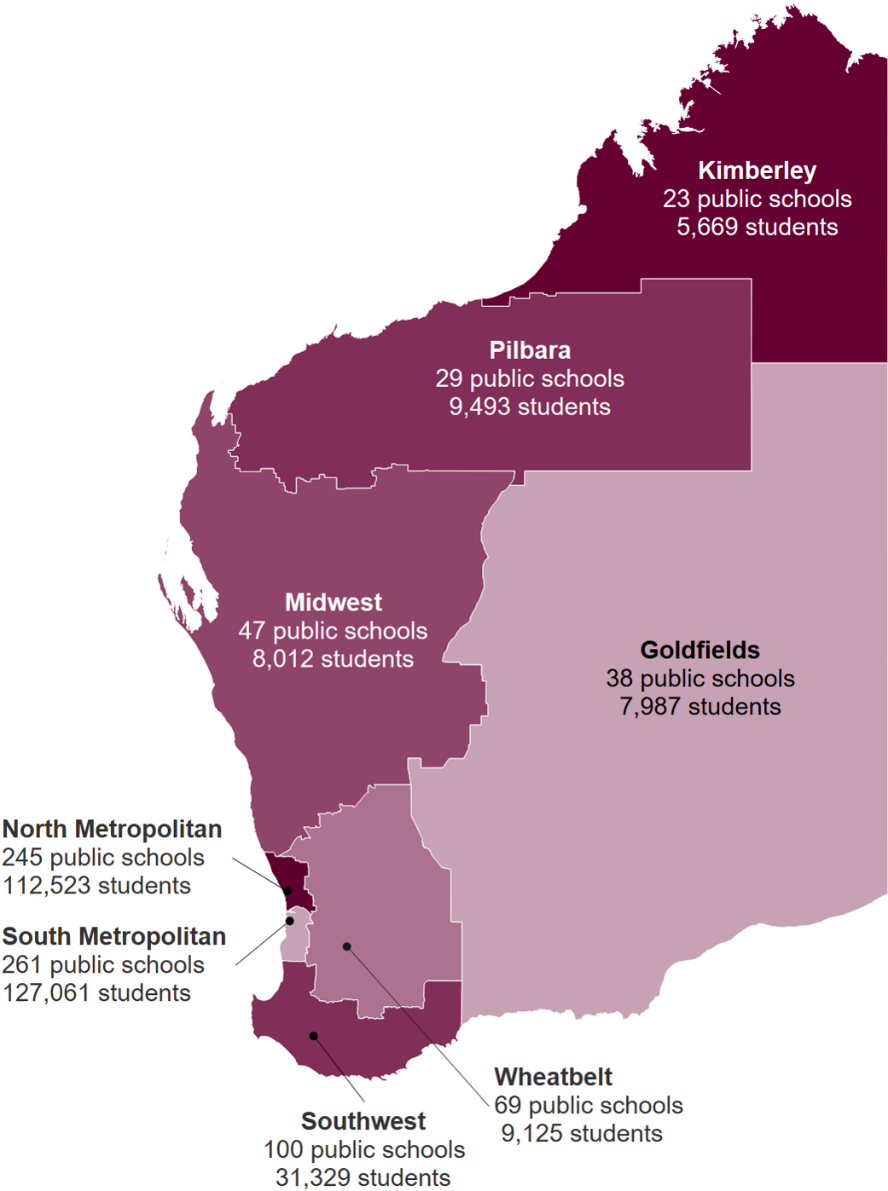 Kimberley
23 public schools
5,669 students
Pilbara
29 public schools
9,493 students
Midwest
47 public schools
8,012 students
Goldfields
38 public schools
7,987 students
North Metropolitan
245 public schools
112,523 students
South Metropolitan
261 public schools
127,061 students
Wheatbelt
69 public schools
9,125 students
Southwest
100 public schools
31,329 students